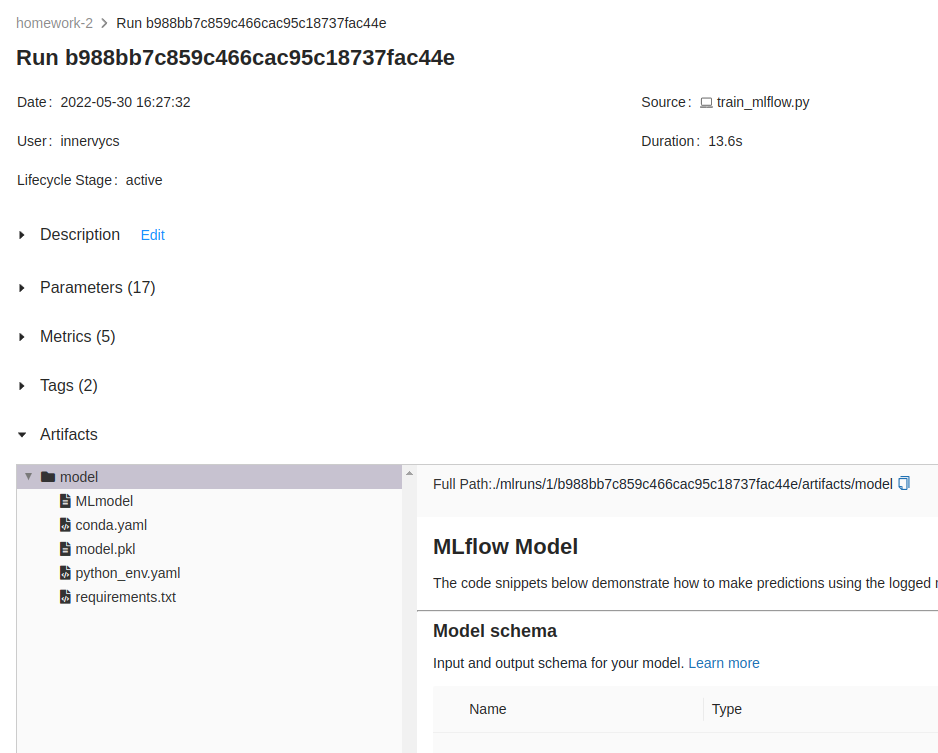 homework-2 > Run b988bb7c859c466cac95c18737fac44e
Run b988bb7c859c466cac95c18737fac44e
Date: 2022-05-30 16:27:32
Source: train_mlflow.py
User: innervycs
Duration: 13.6s
Lifecycle Stage: active
Description Edit
Parameters (17)
Metrics (5)
Tags (2)
Artifacts
model
MLmodel
conda.yaml
model.pkl
python_env.yaml
requirements.txt
Full Path:./mlruns/1/b988bb7c859c466cac95c18737fac44e/artifacts/model
MLflow Model
The code snippets below demonstrate how to make predictions using the logged
Model schema
Input and output schema for your model. Learn more
Name Type